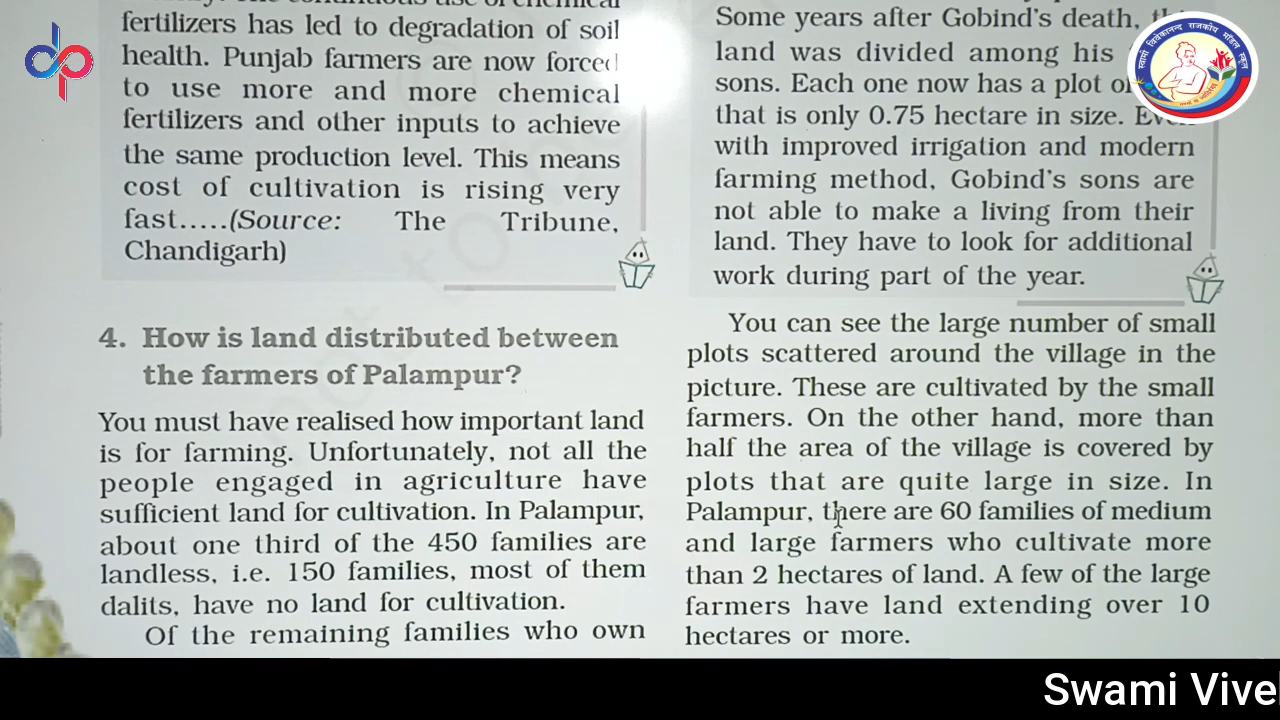 fertilizers has led to degradation of soil
health. Punjab farmers are now forced
to use more and more chemical
fertilizers and other inputs to achieve
the same production level. This means
cost of cultivation is rising very
fast.....(Source: The Tribune,
Chandigarh)
4. How is land distributed between
the farmers of Palampur?
You must have realised how important land
is for farming. Unfortunately, not all the
people engaged in agriculture have
sufficient land for cultivation. In Palampur,
about one third of the 450 families are
landless, i.e. 150 families, most of them
dalits, have no land for cultivation.
Of the remaining families who own
Some years after Gobind's death,
land was divided among his
sons. Each one now has a plot
that is only 0.75 hectare in size. Even
with improved irrigation and modern
farming method, Gobind's sons are
not able to make a living from their
land. They have to look for additional
work during part of the year.
You can see the large number of small
plots scattered around the village in the
picture. These are cultivated by the small
farmers. On the other hand, more than
half the area of the village is covered by
plots that are quite large in size. In
Palampur, there are 60 families of medium
and large farmers who cultivate more
than 2 hectares of land. A few of the large
farmers have land extending over 10
hectares or more.
स्वामी विवेकानन्द राजकीय मॉडल स्कूल
Swami Vive